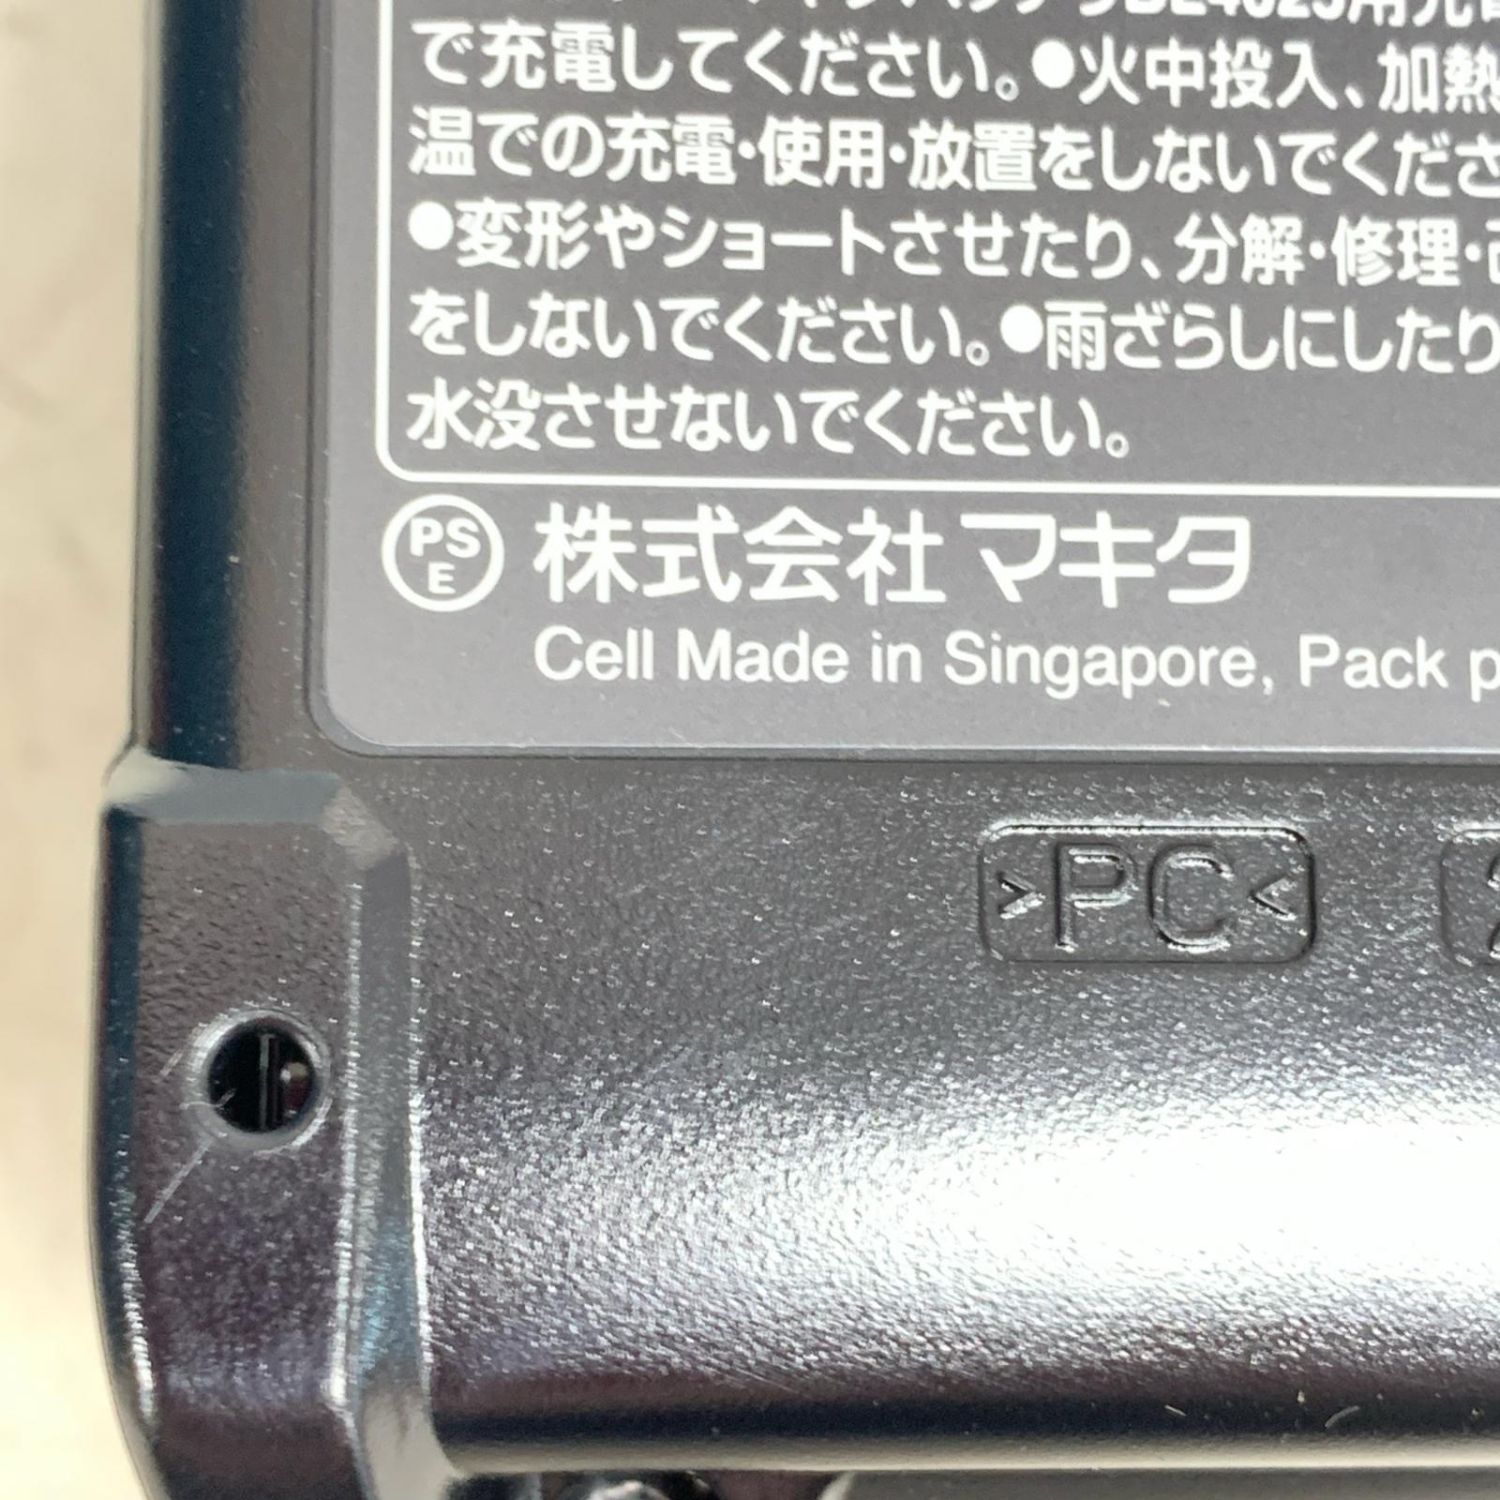 で充電してください。●火中投入、加熱
温での充電・使用・放置をしないでくださ
●変形やショートさせたり、分解・修理・
をしないでください。●雨ざらしにしたり
水没させないでください。
PS E 株式会社マキタ
Cell Made in Singapore, Pack p
>PC<